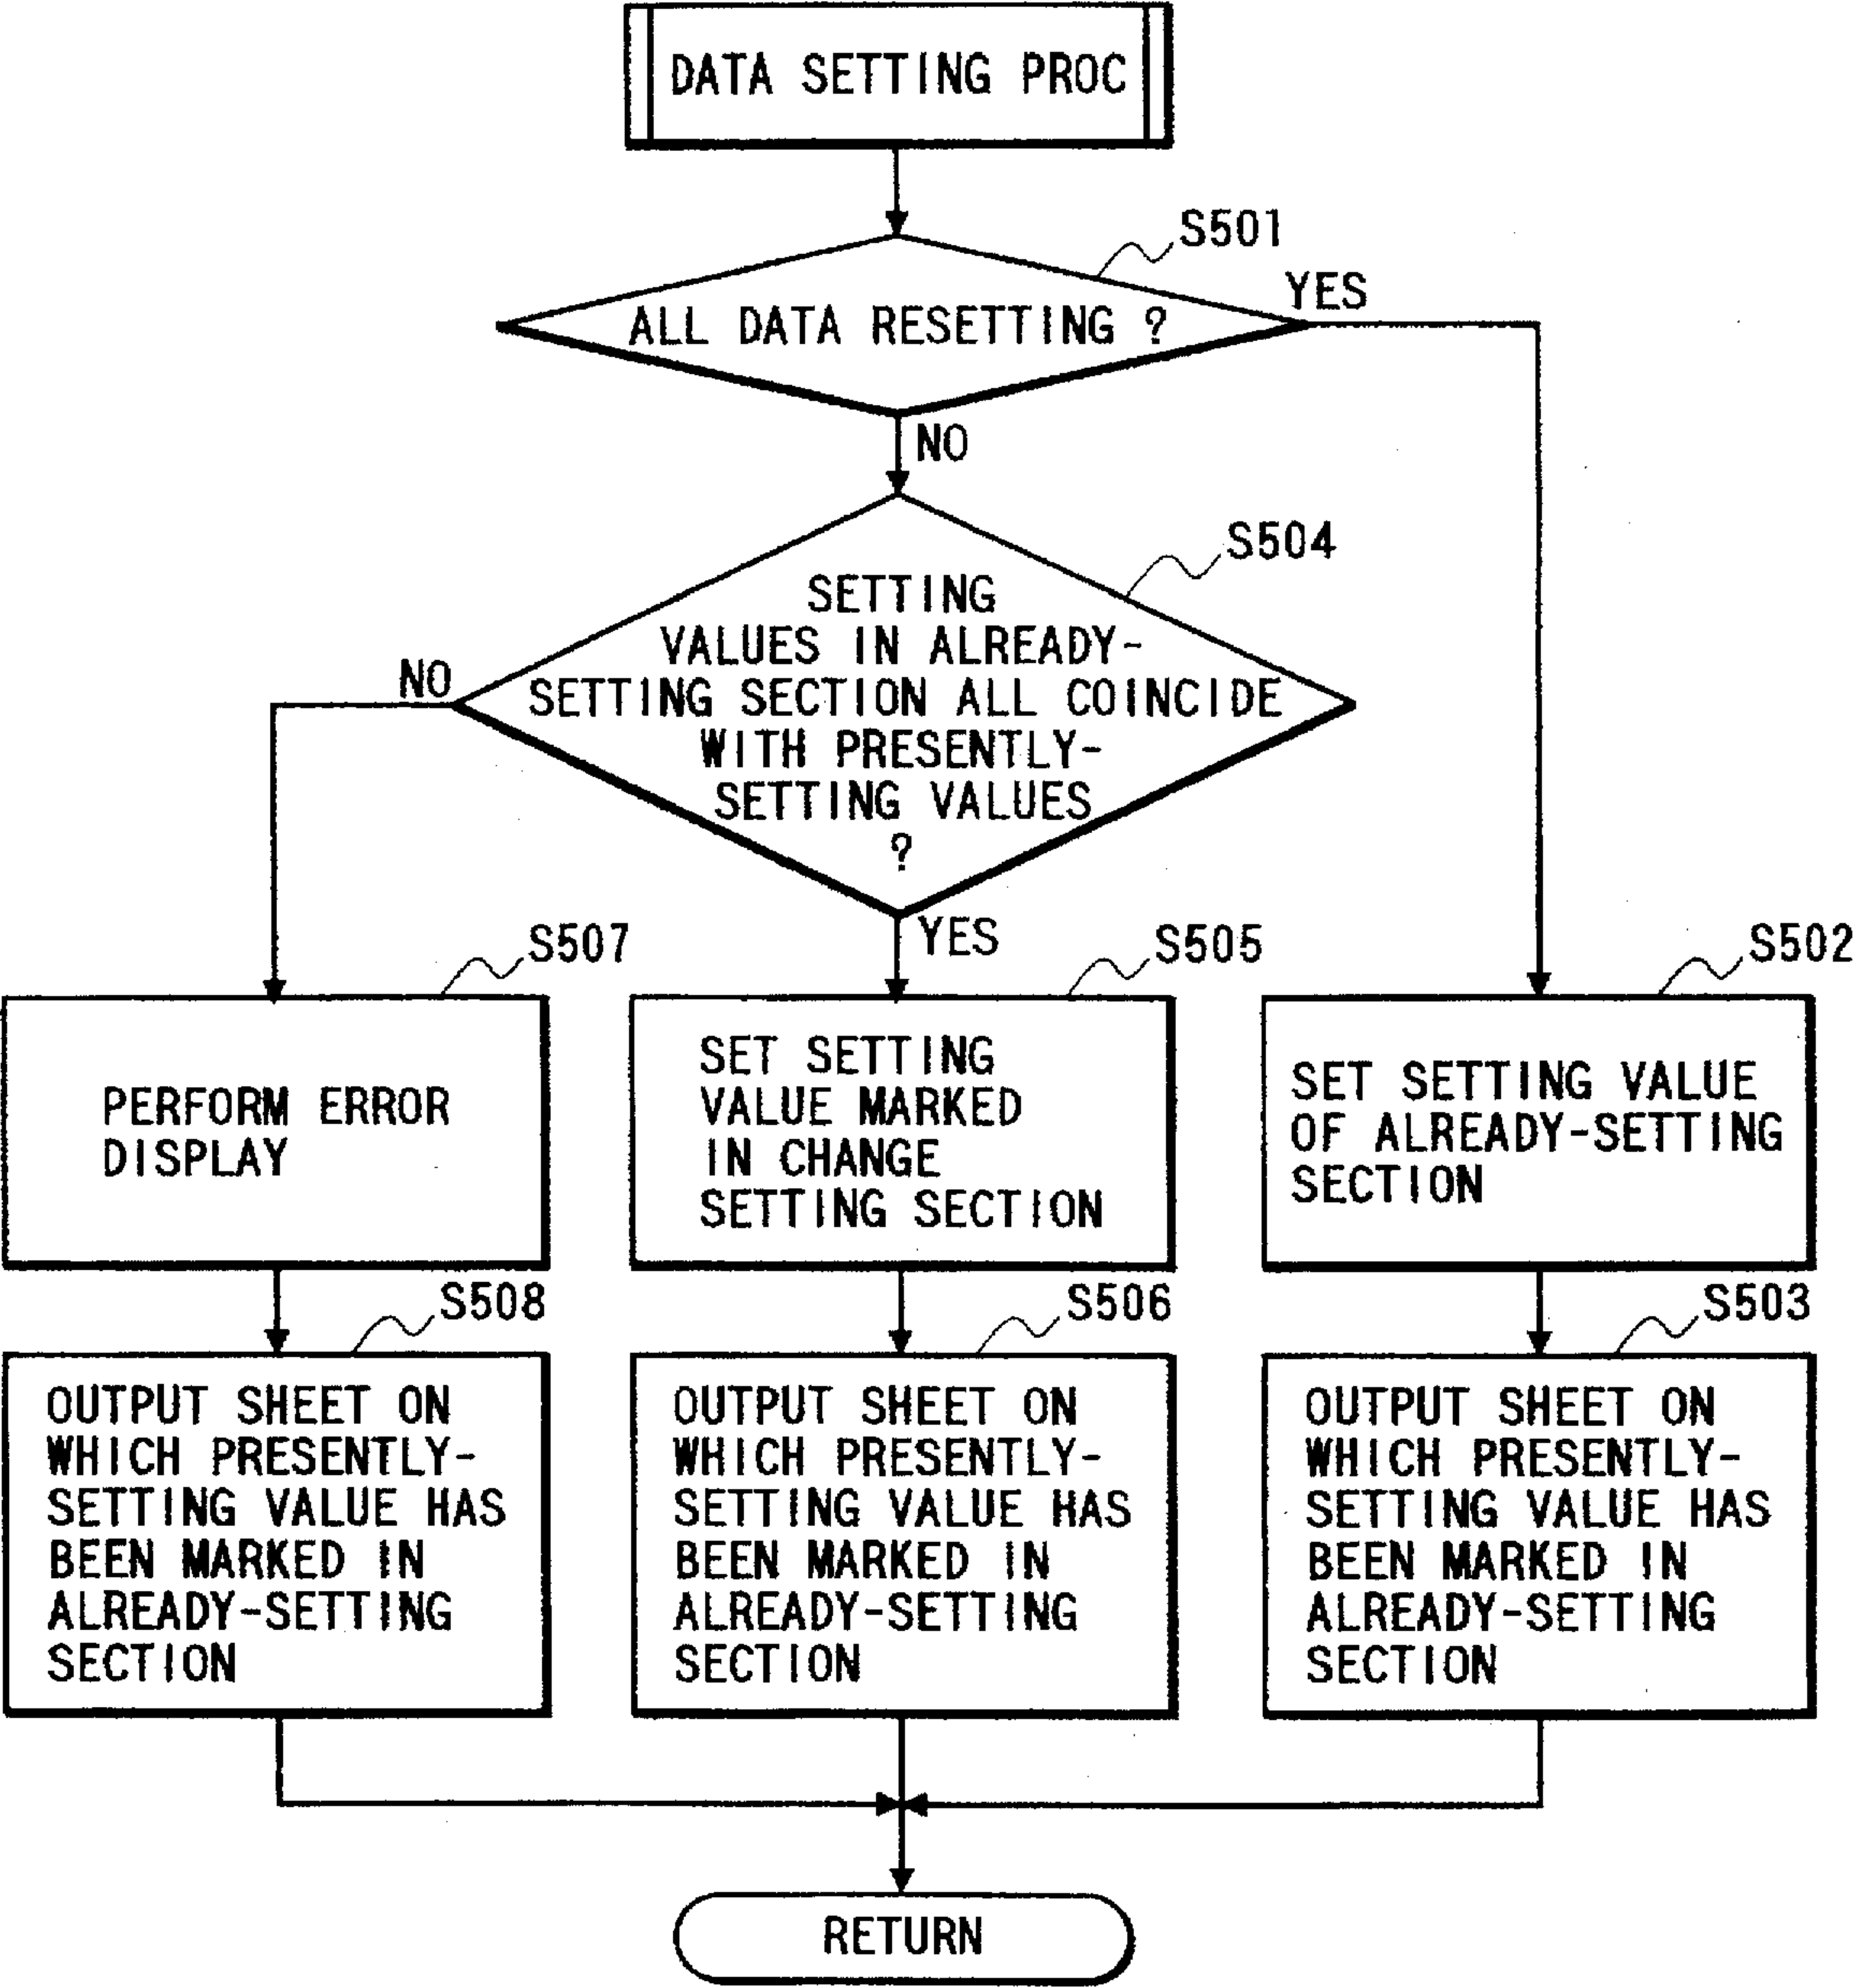 DATA SETTING PROC
S501
ALL DATA RESETTING ?
YES
NO
S504
SETTING
VALUES IN ALREADY-
SETTING SECTION ALL COINCIDE
WITH PRESENTLY-
SETTING VALUES
?
NO
YES
S507
PERFORM ERROR
DISPLAY
S505
SET SETTING
VALUE MARKED
IN CHANGE
SETTING SECTION
S502
SET SETTING VALUE
OF ALREADY-SETTING
SECTION
S508
OUTPUT SHEET ON
WHICH PRESENTLY-
SETTING VALUE HAS
BEEN MARKED IN
ALREADY-SETTING
SECTION
S506
OUTPUT SHEET ON
WHICH PRESENTLY-
SETTING VALUE HAS
BEEN MARKED IN
ALREADY-SETTING
SECTION
S503
OUTPUT SHEET ON
WHICH PRESENTLY-
SETTING VALUE HAS
BEEN MARKED IN
ALREADY-SETTING
SECTION
RETURN